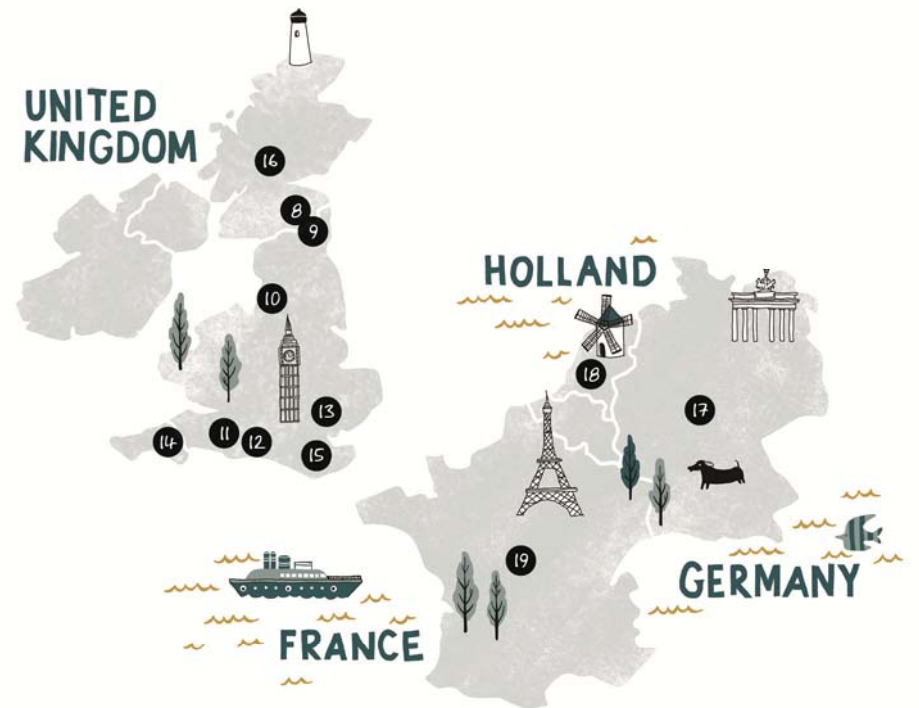 UNITED
KINGDOM
16
8
9
10
13
11
12
14
15
HOLLAND
18
17
19
GERMANY
FRANCE